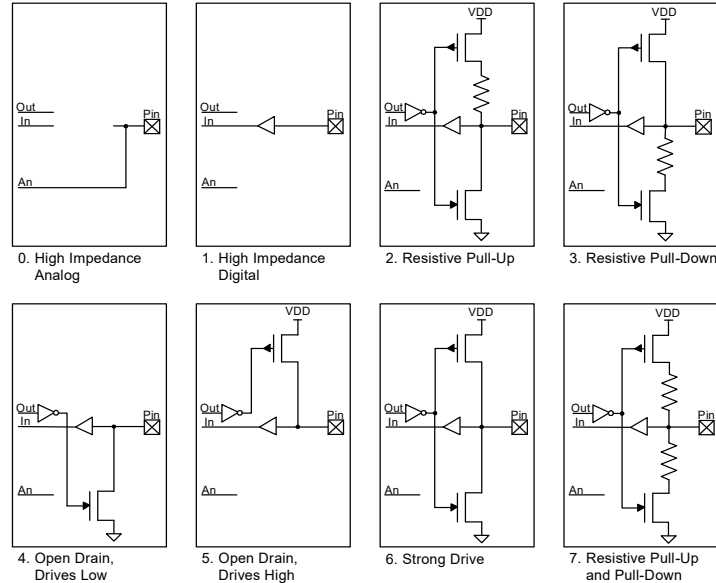 VDD
VDD
Out
In
Pin
An
Out
In
Pin
An
Out
In
Pin
An
Out
In
Pin
An
0. High Impedance
Analog
1. High Impedance
Digital
2. Resistive Pull-Up
3. Resistive Pull-Down
VDD
VDD
VDD
Out
In
Pin
An
Out
In
Pin
An
Out
In
Pin
An
Out
In
Pin
An
4. Open Drain,
Drives Low
5. Open Drain,
Drives High
6. Strong Drive
7. Resistive Pull-Up
and Pull-Down